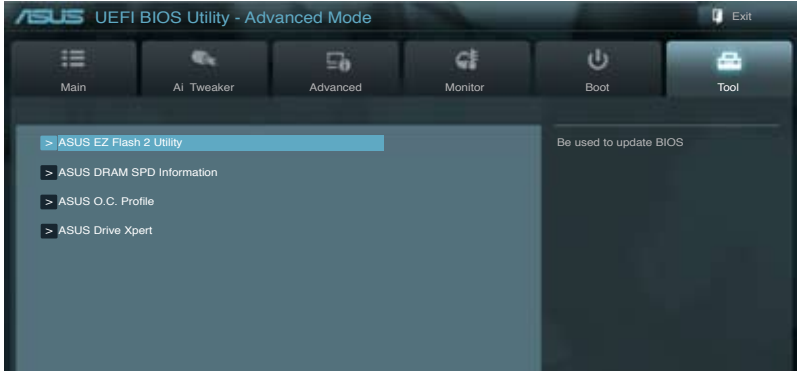 ASUS UEFI BIOS Utility - Advanced Mode
Exit
Main
Ai Tweaker
Advanced
Monitor
Boot
Tool
> ASUS EZ Flash 2 Utility
Be used to update BIOS
> ASUS DRAM SPD Information
> ASUS O.C. Profile
> ASUS Drive Xpert